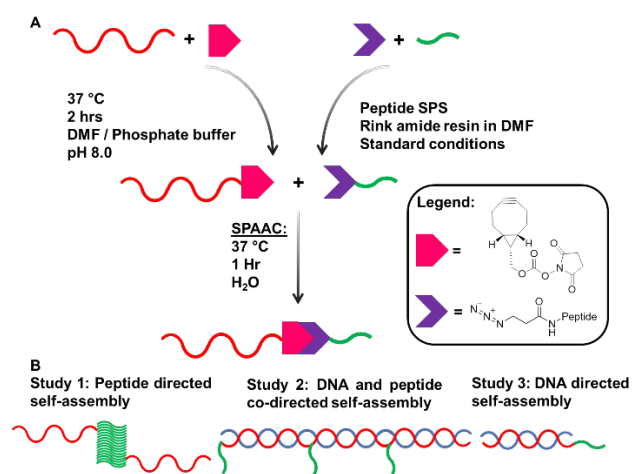 A
+ +
37 °C
2 hrs
DMF / Phosphate buffer
pH 8.0
Peptide SPS
Rink amide resin in DMF
Standard conditions
+
SPAAC:
37 °C
1 Hr
H₂O
Legend:
=
H H
O
O O N
O
O
=
N⁻ N⁺ N O N H Peptide
B
Study 1: Peptide directed
self-assembly
Study 2: DNA and peptide
co-directed self-assembly
Study 3: DNA directed
self-assembly